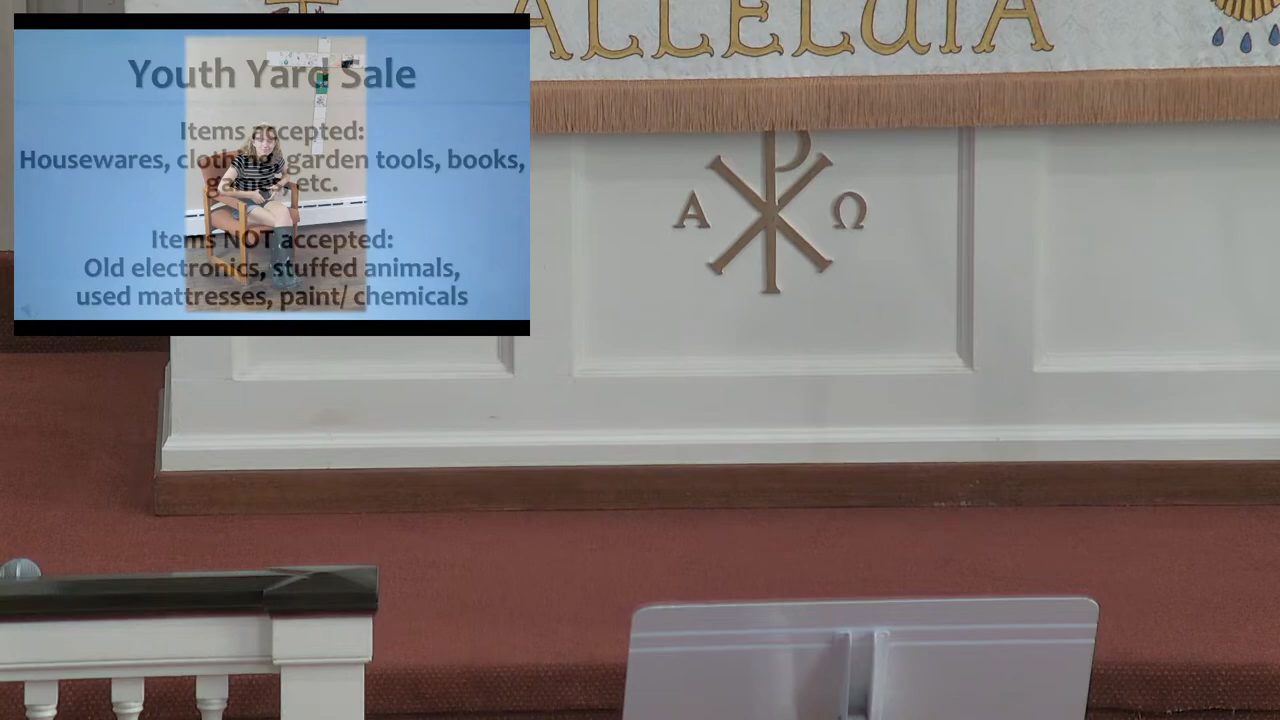 Youth Yard Sale
Items accepted:
Housewares, clothing, garden tools, books,
games, etc.
Items NOT accepted:
Old electronics, stuffed animals,
used mattresses, paint/ chemicals
ALLELUIA
Α Ω